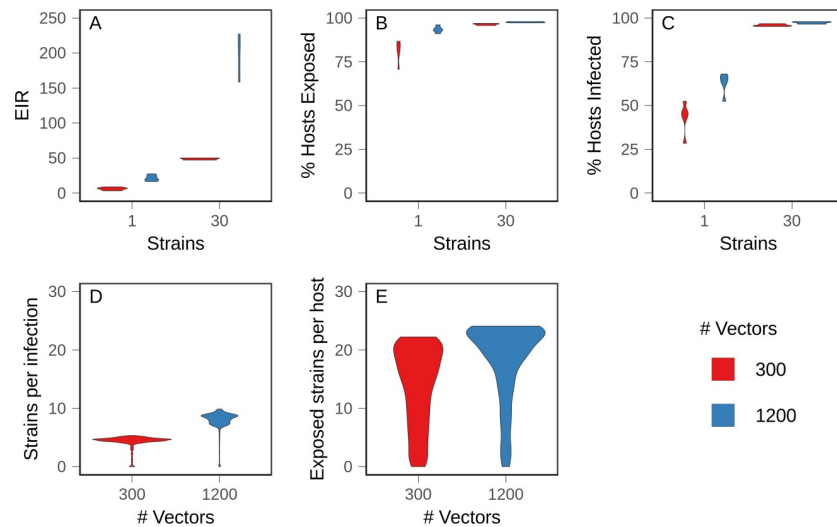 A
EIR
250
200
150
100
50
0
1
30
Strains
B
% Hosts Exposed
100
75
50
25
0
1
30
Strains
C
% Hosts Infected
100
75
50
25
0
1
30
Strains
D
Strains per infection
30
20
10
0
300
1200
# Vectors
E
Exposed strains per host
30
20
10
0
300
1200
# Vectors
# Vectors
300
1200